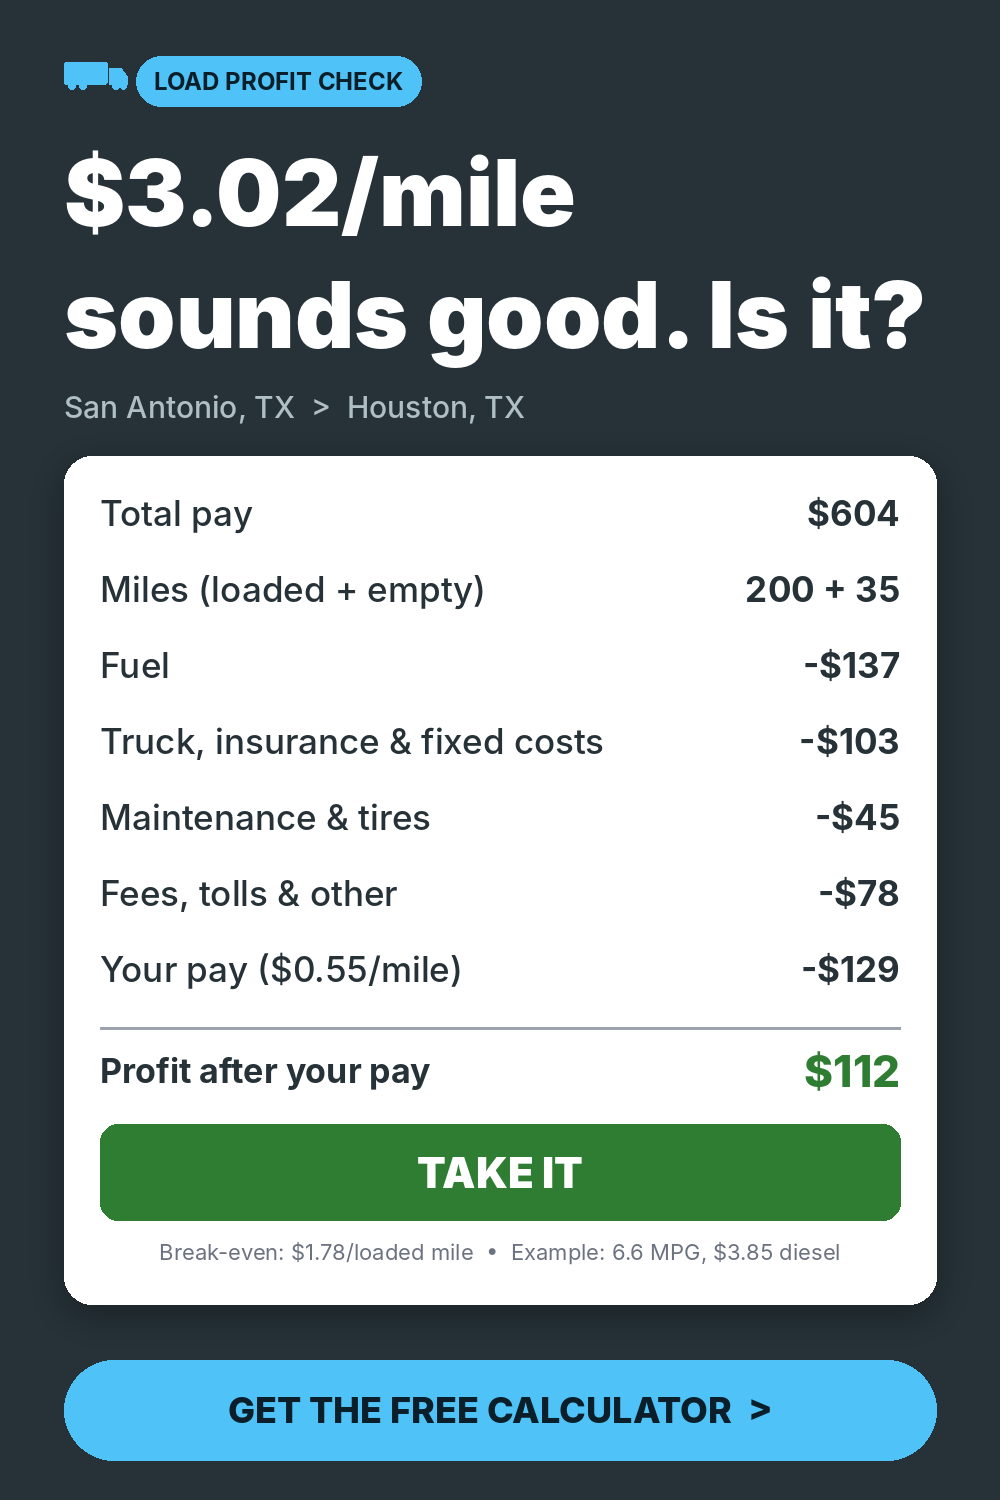 LOAD PROFIT CHECK
$3.02/mile
sounds good. Is it?
San Antonio, TX > Houston, TX
Total pay $604
Miles (loaded + empty) 200 + 35
Fuel -$137
Truck, insurance & fixed costs -$103
Maintenance & tires -$45
Fees, tolls & other -$78
Your pay ($0.55/mile) -$129
Profit after your pay $112
TAKE IT
Break-even: $1.78/loaded mile • Example: 6.6 MPG, $3.85 diesel
GET THE FREE CALCULATOR >